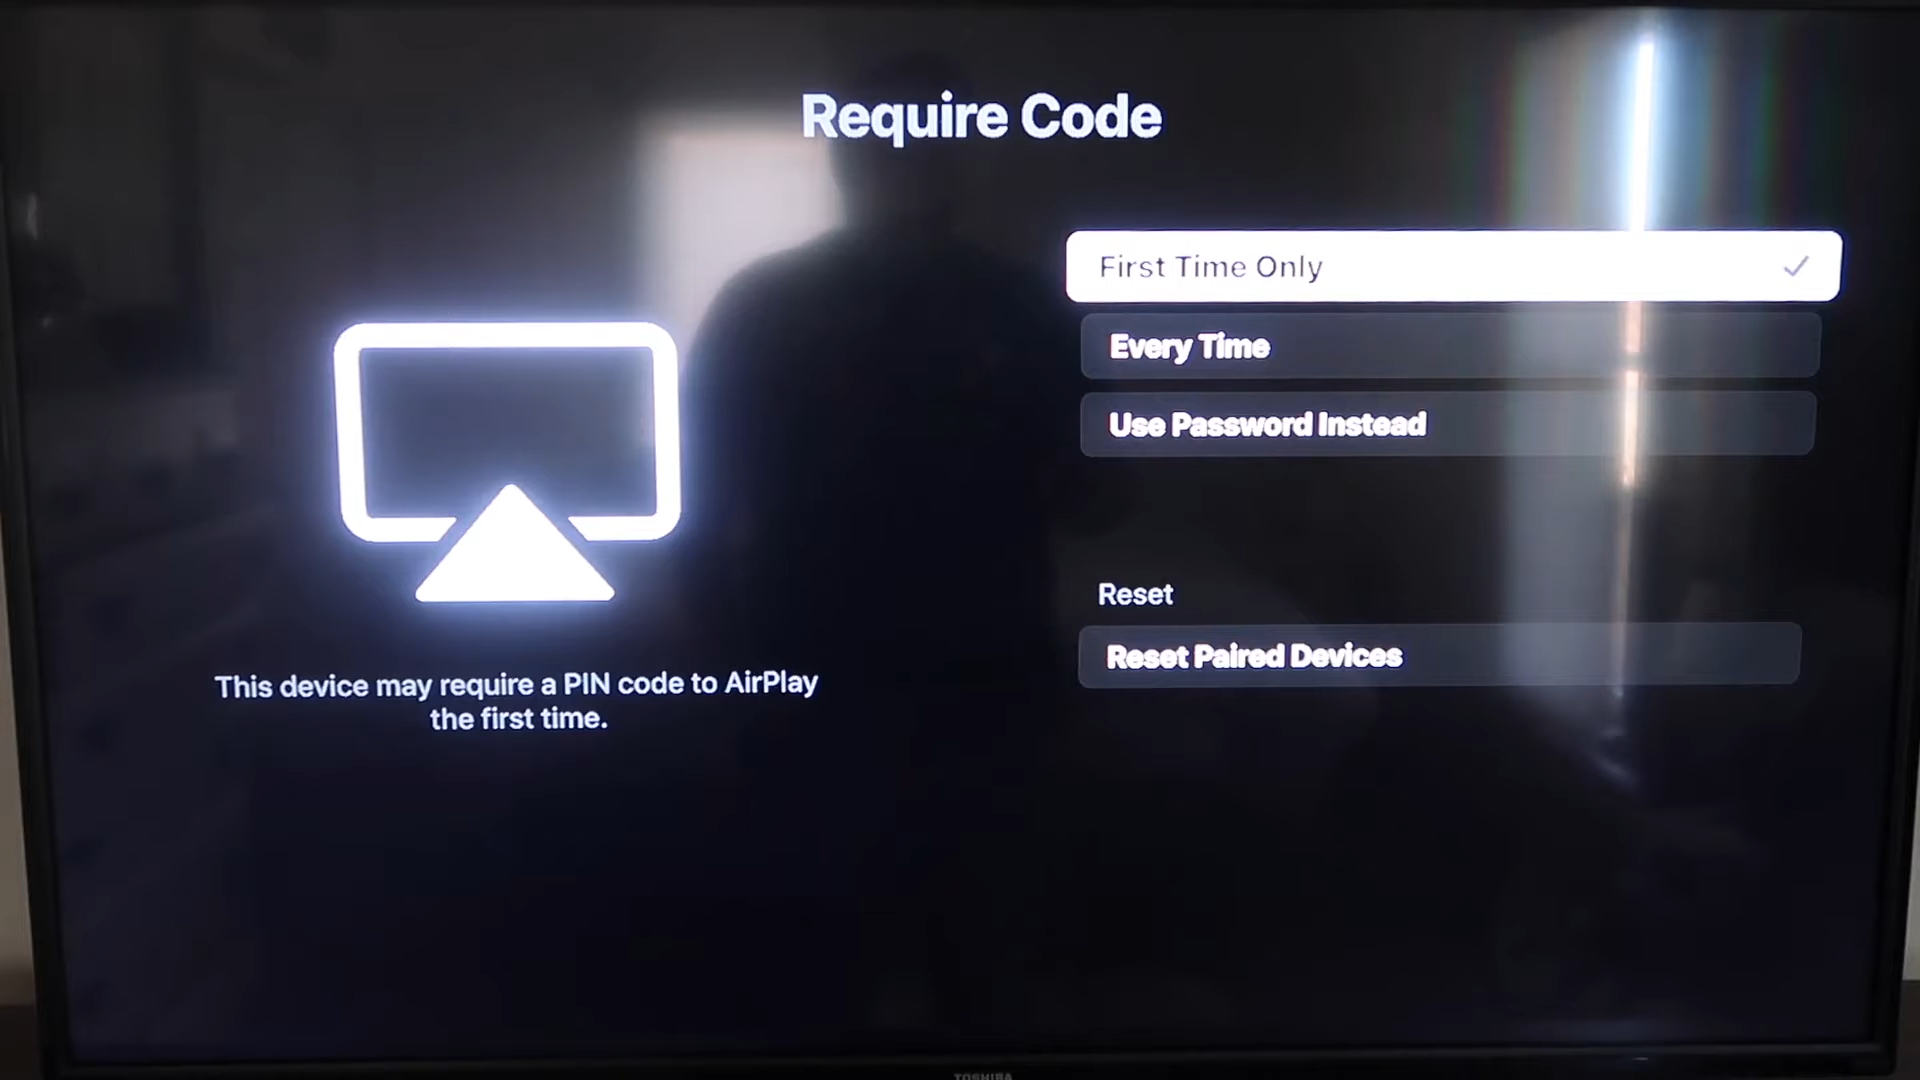 Require Code
First Time Only
Every Time
Use Password Instead
Reset
Reset Paired Devices
This device may require a PIN code to AirPlay
the first time.
TOSHIBA